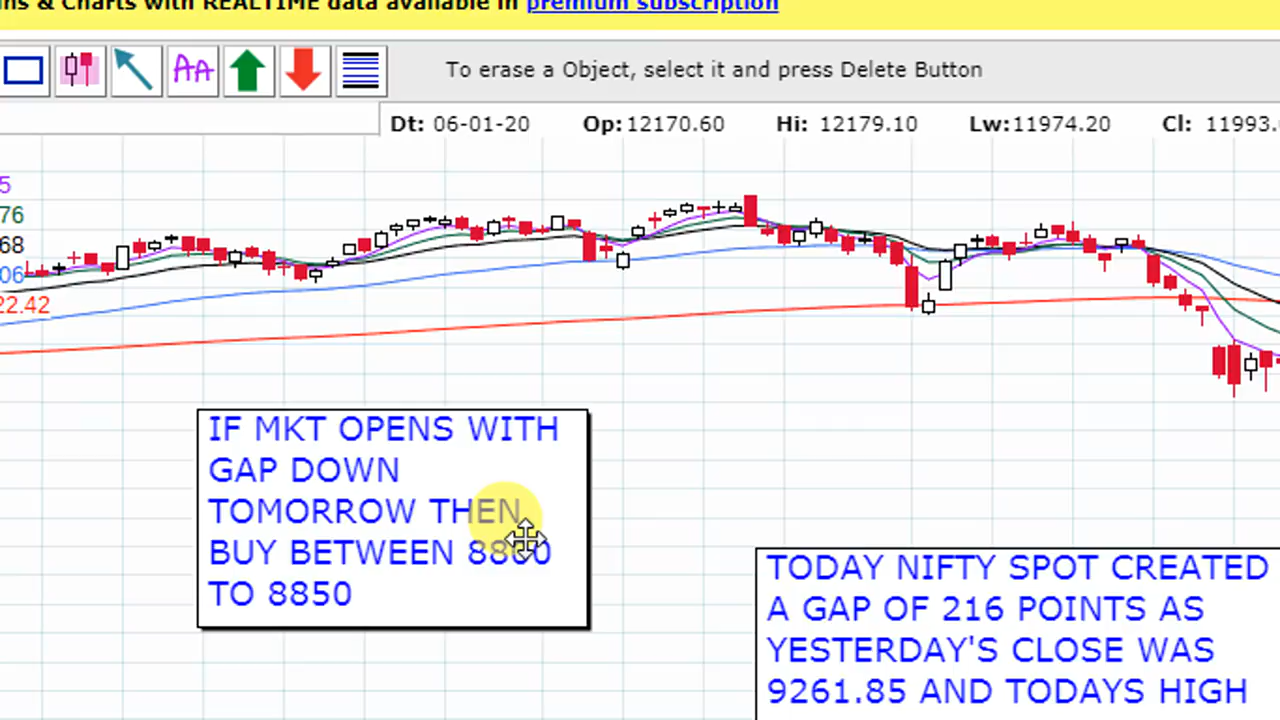 ns & Charts with REALTIME data available in premium subscription
AA To erase a Object, select it and press Delete Button
Dt: 06-01-20 Op:12170.60 Hi: 12179.10 Lw:11974.20 Cl: 11993.
5
76
68
06
22.42
IF MKT OPENS WITH
GAP DOWN
TOMORROW THEN
BUY BETWEEN
TO 8850
TODAY NIFTY SPOT CREATED
A GAP OF 216 POINTS AS
YESTERDAY'S CLOSE WAS
9261.85 AND TODAYS HIGH